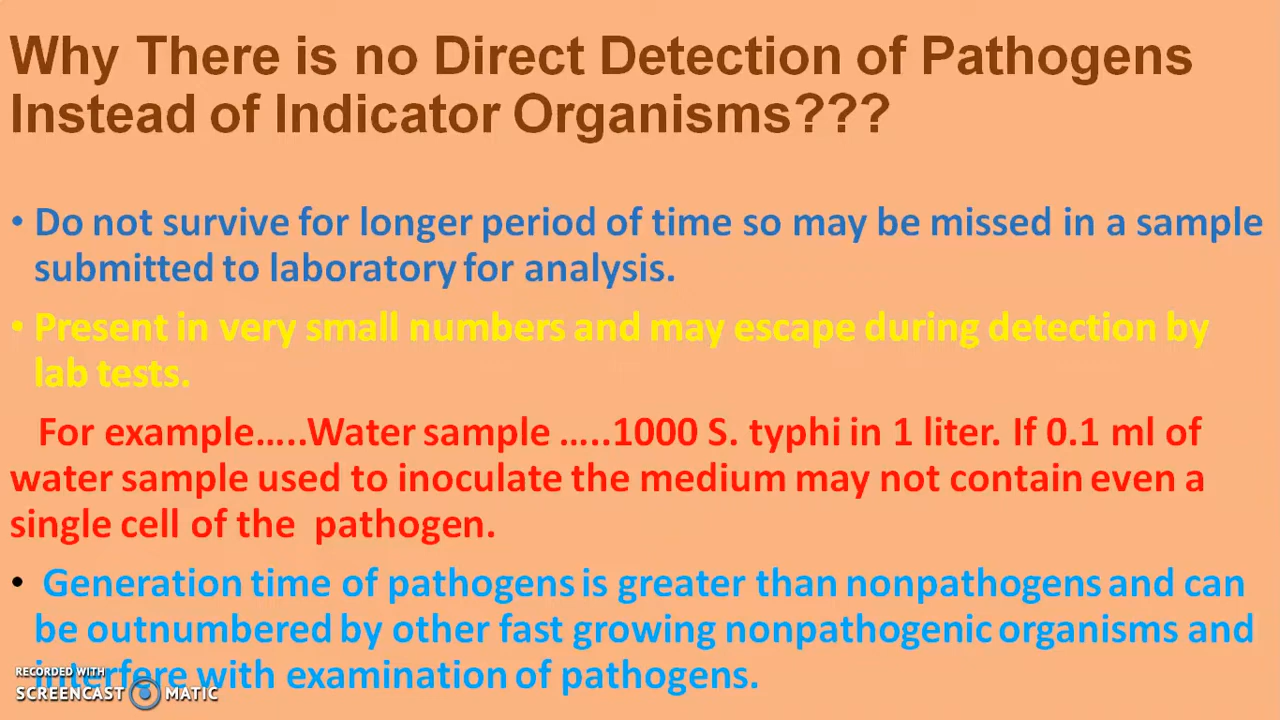 Why There is no Direct Detection of Pathogens
Instead of Indicator Organisms???
• Do not survive for longer period of time so may be missed in a sample
submitted to laboratory for analysis.
• Present in very small numbers and may escape during detection by
lab tests.
For example…..Water sample …..1000 S. typhi in 1 liter. If 0.1 ml of
water sample used to inoculate the medium may not contain even a
single cell of the pathogen.
• Generation time of pathogens is greater than nonpathogens and can
be outnumbered by other fast growing nonpathogenic organisms and
interfere with examination of pathogens.
RECORDED WITH
SCREENCAST MATIC